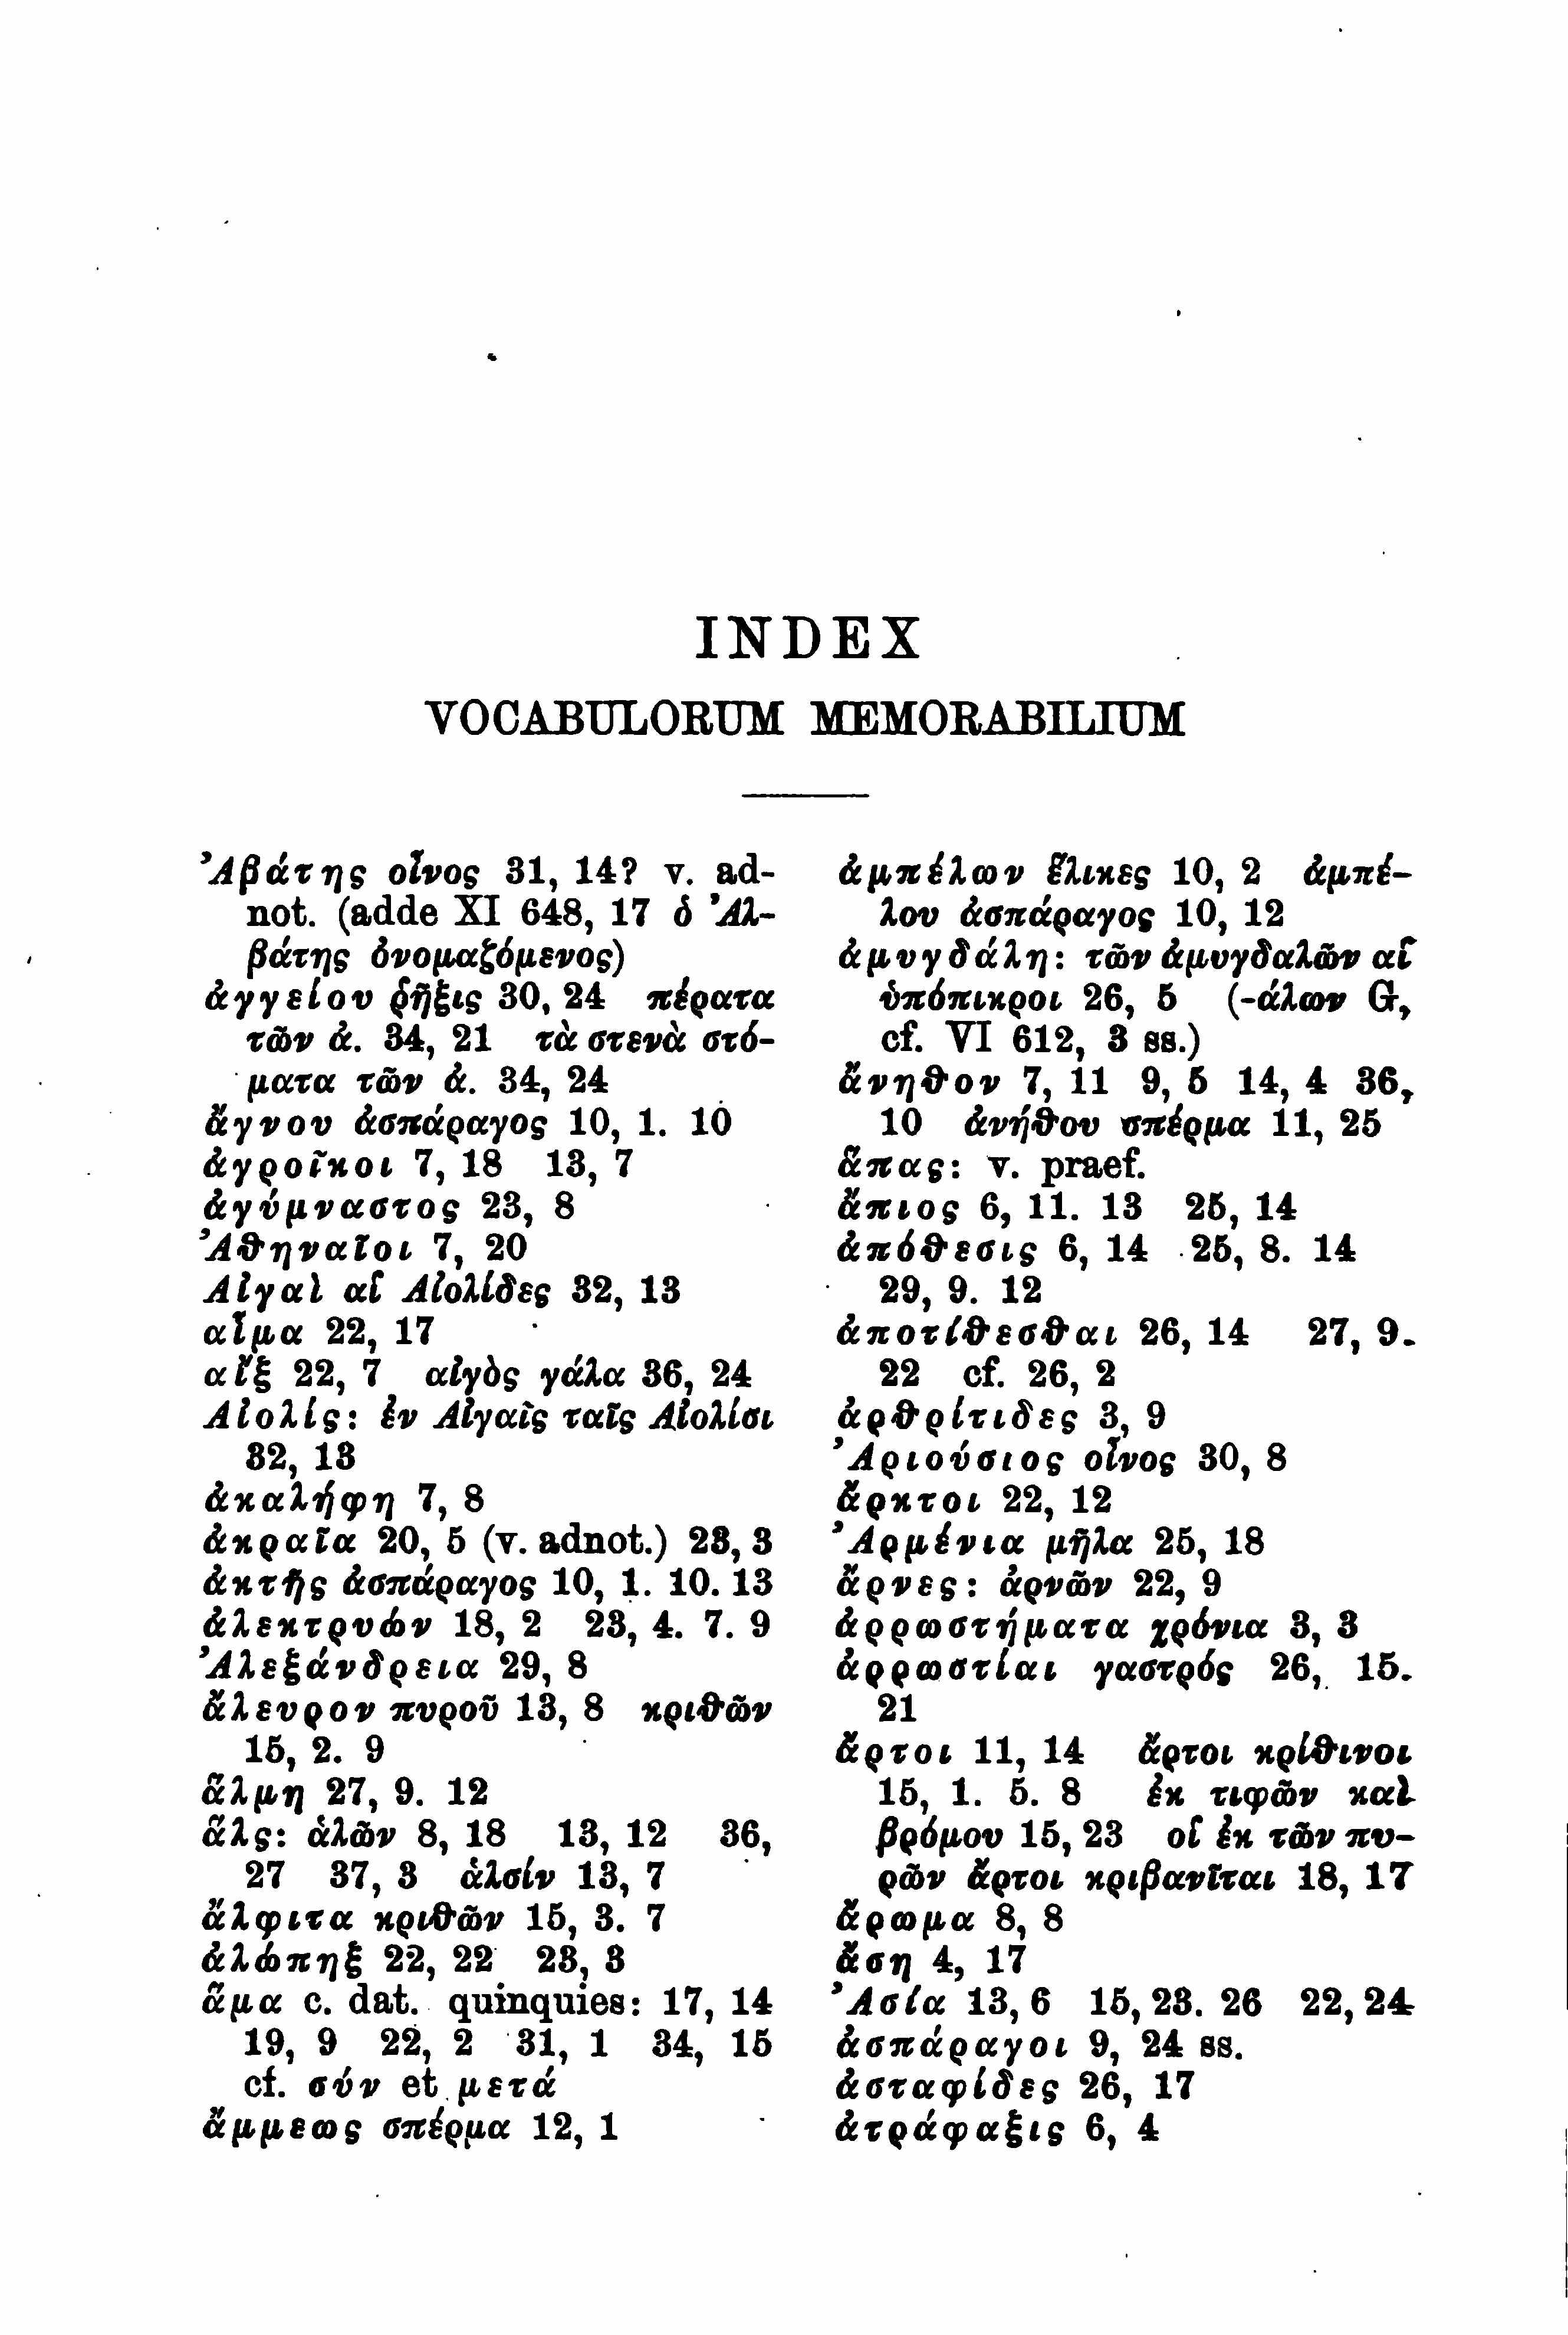 INDEX
VOCABULORUM MEMORABILIUM
Ἀβάτης οἶνος 31, 14? v. ad-
not. (adde XI 648, 17 ὁ Ἀλ-
βάτης ὀνομαζόμενος)
ἀγγείου ῥῆξις 30, 24 πέρατα
τῶν ἀ. 34, 21 τὰ στενὰ στό-
ματα τῶν ἀ. 34, 24
ἄγνου ἀσπάραγος 10, 1. 10
ἀγροῖκοι 7, 18 13, 7
ἀγύμναστος 23, 8
Ἀθηναῖοι 7, 20
Αἰγαὶ αἱ Αἰολίδες 32, 13
αἷμα 22, 17
αἴξ 22, 7 αἰγὸς γάλα 36, 24
Αἰολίς: ἐν Αἰγαῖς ταῖς Αἰολίσι
32, 13
ἀκαλήφη 7, 8
ἀκραῖα 20, 5 (v. adnot.) 23, 3
ἀκτῆς ἀσπάραγος 10, 1. 10. 13
ἀλεκτρυών 18, 2 23, 4. 7. 9
Ἀλεξάνδρεια 29, 8
ἄλευρον πυροῦ 13, 8 κριθῶν
15, 2. 9
ἅλμη 27, 9. 12
ἅλς: ἁλῶν 8, 18 13, 12 36,
27 37, 3 ἁλσίν 13, 7
ἄλφιτα κριθῶν 15, 3. 7
ἀλώπηξ 22, 22 23, 3
ἅμα c. dat. quinquies: 17, 14
19, 9 22, 2 31, 1 34, 15
cf. σύν et μετά
ἄμμεως σπέρμα 12, 1
ἀμπέλων ἕλικες 10, 2 ἀμπέ-
λου ἀσπάραγος 10, 12
ἀμυγδάλη: τῶν ἀμυγδαλῶν αἱ
ὑπόπικροι 26, 5 (-άλων G,
cf. VI 612, 3 ss.)
ἄνηθον 7, 11 9, 5 14, 4 36,
10 ἀνήθου σπέρμα 11, 25
ἅπας: v. praef.
ἄπιος 6, 11. 13 25, 14
ἀπόθεσις 6, 14 25, 8. 14
29, 9. 12
ἀποτίθεσθαι 26, 14 27, 9.
22 cf. 26, 2
ἀρθρίτιδες 3, 9
Ἀριούσιος οἶνος 30, 8
ἄρκτοι 22, 12
Ἀρμένια μῆλα 25, 18
ἄρνες: ἀρνῶν 22, 9
ἀρρωστήματα χρόνια 3, 3
ἀρρωστίαι γαστρός 26, 15.
21
ἄρτοι 11, 14 ἄρτοι κρίθινοι
15, 1. 5. 8 ἐκ τιφῶν καὶ
βρόμου 15, 23 οἱ ἐκ τῶν πυ-
ρῶν ἄρτοι κριβανῖται 18, 17
ἄρωμα 8, 8
ἄση 4, 17
Ἀσία 13, 6 15, 23. 26 22, 24
ἀσπάραγοι 9, 24 ss.
ἀσταφίδες 26, 17
ἀτράφαξις 6, 4